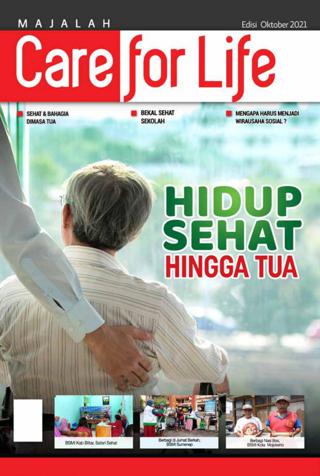 MAJALAH
Edisi Oktober 2021
Care for Life
SEHAT & BAHAGIA
DIMASA TUA
BEKAL SEHAT
SEKOLAH
MENGAPA HARUS MENJADI
WIRAUSAHA SOSIAL ?
HIDUP
SEHAT
HINGGA TUA
BSMI Kab Blitar, Safari Sehat
Berbagi di Jumat Berkah,
BSMI Sumenep
Berbagi Nasi Box,
BSMI Kota Mojokerto